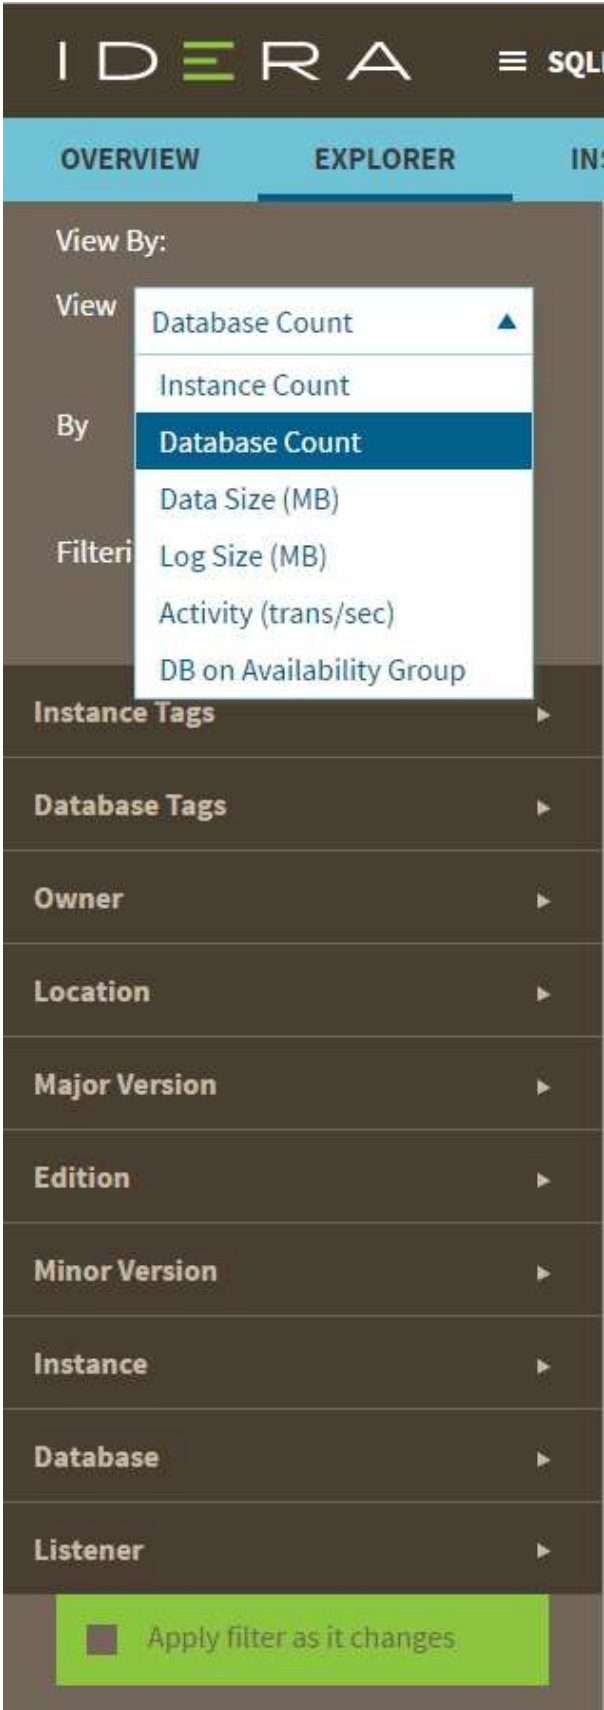 IDERA ≡ SQL
OVERVIEW EXPLORER INS
View By:
View Database Count ▲
Instance Count
By Database Count
Data Size (MB)
Filteri Log Size (MB)
Activity (trans/sec)
DB on Availability Group
Instance Tags
Database Tags
Owner
Location
Major Version
Edition
Minor Version
Instance
Database
Listener
Apply filter as it changes